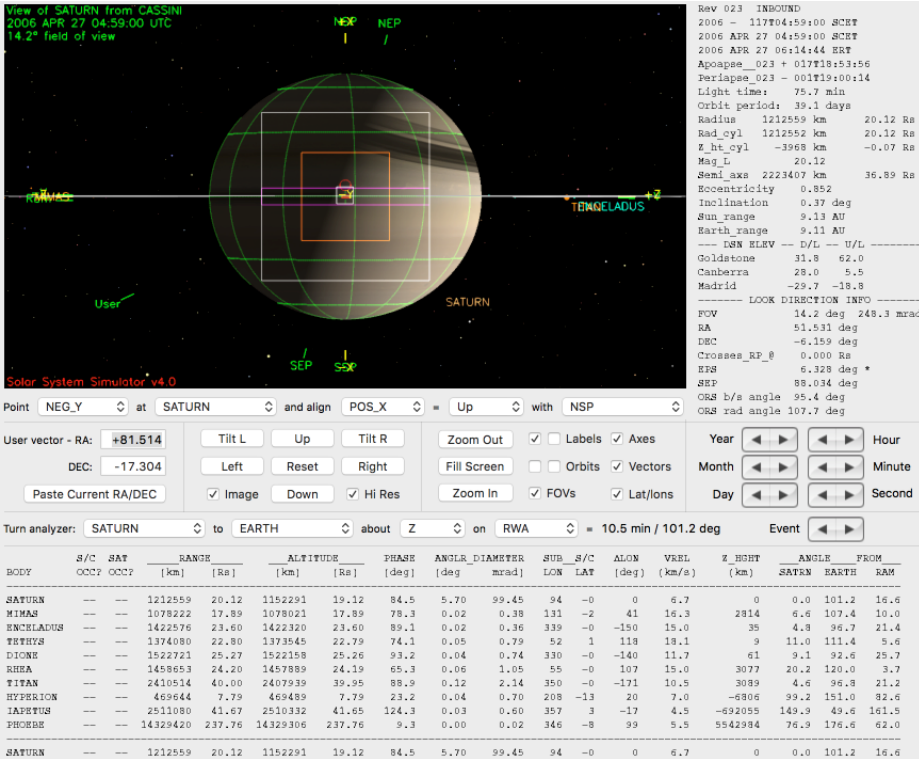 View of SATURN from CASSINI
2006 APR 27 04:59:00 UTC
14.2° field of view
NEP
ENCELADUS
User
SATURN
SEP
Solar System Simulator v4.0
Rev 023 INBOUND
2006 - 117T04:59:00 SCET
2006 APR 27 04:59:00 SCET
2006 APR 27 06:14:44 ERT
Apoapse__023 + 017T18:53:56
Periapse_023 - 001T19:00:14
Light time: 75.7 min
Orbit period: 39.1 days
Radius 1212559 km 20.12 Rs
Rad_cyl 1212552 km 20.12 Rs
Z_ht_cyl -3968 km -0.07 Rs
Mag_L 20.12
Semi_axs 2223407 km 36.89 Rs
Eccentricity 0.852
Inclination 0.37 deg
Sun_range 9.13 AU
Earth_range 9.11 AU
--- DSN ELEV -- D/L -- U/L -------
Goldstone 31.8 62.0
Canberra 28.0 5.5
Madrid -29.7 -18.8
------- LOOK DIRECTION INFO -------
FOV 14.2 deg 248.3 mrad
RA 51.531 deg
DEC -6.159 deg
Crosses_RP_@ 0.000 Rs
EPS 6.328 deg *
SEP 88.034 deg
ORS b/s angle 95.4 deg
ORS rad angle 107.7 deg
Point NEG_Y at SATURN and align POS_X = Up with NSP
User vector - RA: +81.514
DEC: -17.304
Paste Current RA/DEC
Tilt L Up Tilt R
Left Reset Right
Image Down Hi Res
Zoom Out Labels Axes
Fill Screen Orbits Vectors
Zoom In FOVs Lat/lons
Year Hour
Month Minute
Day Second
Turn analyzer: SATURN to EARTH about Z on RWA = 10.5 min / 101.2 deg Event
S/C SAT RANGE ALTITUDE PHASE ANGLR_DIAMETER SUB_S/C ΔLON VREL Z_HGHT ANGLE FROM
BODY OCC? OCC? [km] [Rs] [km] [Rs] [deg] [deg mrad] LON LAT [deg] (km/s) (km) SATRN EARTH RAM
SATURN -- -- 1212559 20.12 1152291 19.12 84.5 5.70 99.45 94 -0 0 6.7 0 0.0 101.2 16.6
MIMAS -- -- 1078222 17.89 1078021 17.89 78.3 0.02 0.38 131 -2 41 16.3 2814 6.6 107.4 10.0
ENCELADUS -- -- 1422576 23.60 1422320 23.60 89.1 0.02 0.36 339 -0 -150 15.0 35 4.8 96.7 21.4
TETHYS -- -- 1374080 22.80 1373545 22.79 74.1 0.05 0.79 52 1 118 18.1 9 11.0 111.4 5.6
DIONE -- -- 1522721 25.27 1522158 25.26 93.2 0.04 0.74 330 -0 -140 11.7 61 9.1 92.6 25.7
RHEA -- -- 1458653 24.20 1457889 24.19 65.3 0.06 1.05 55 -0 107 15.0 3077 20.2 120.0 3.7
TITAN -- -- 2410514 40.00 2407939 39.95 88.9 0.12 2.14 350 -0 -171 10.5 3089 4.6 96.8 21.2
HYPERION -- -- 469644 7.79 469489 7.79 23.2 0.04 0.70 208 -13 20 7.0 -6806 99.2 151.0 82.6
IAPETUS -- -- 2511080 41.67 2510332 41.65 124.3 0.03 0.60 357 3 -17 4.5 -692055 149.9 49.6 161.5
PHOEBE -- -- 14329420 237.76 14329306 237.76 9.3 0.00 0.02 346 -8 99 5.5 5542984 76.9 176.6 62.0
SATURN -- -- 1212559 20.12 1152291 19.12 84.5 5.70 99.45 94 -0 0 6.7 0 0.0 101.2 16.6